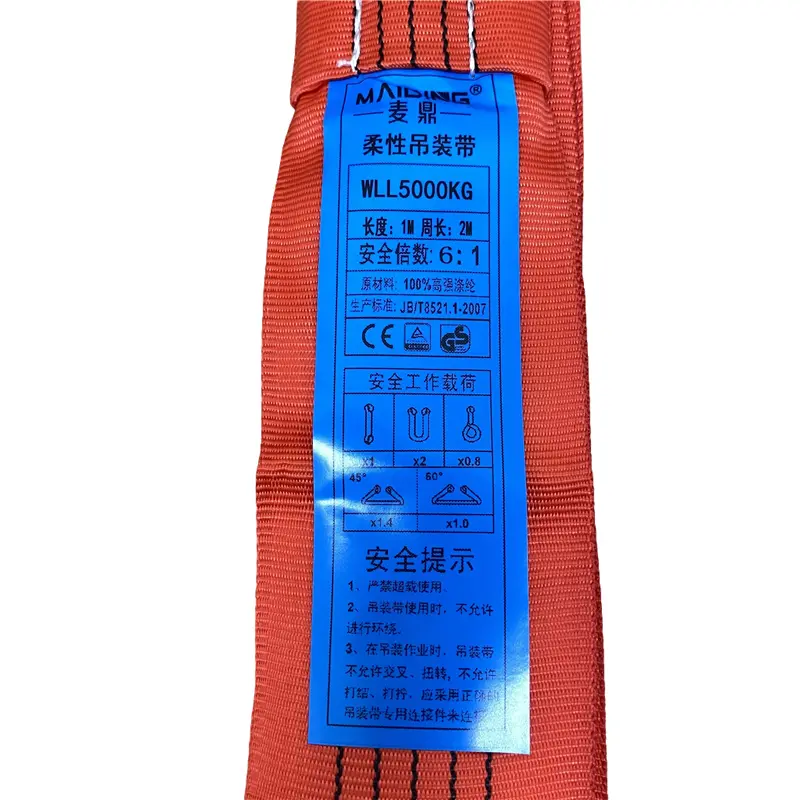 MAIDING®
麦鼎
柔性吊装带
WLL5000KG
长度：1M 周长：2M
安全倍数：6:1
原材料：100%高强涤纶
生产标准：JB/T8521.1-2007
CE GS
安全工作载荷
x1 x2 x0.8
45° 60°
x1.4 x1.0
安全提示
1、严禁超载使用.
2、吊装带使用时，不允许
进行环绕.
3、在吊装作业时，吊装带
不允许交叉、扭转，不允许
打结、打拧，应采用正确的
吊装带专用连接件来连接